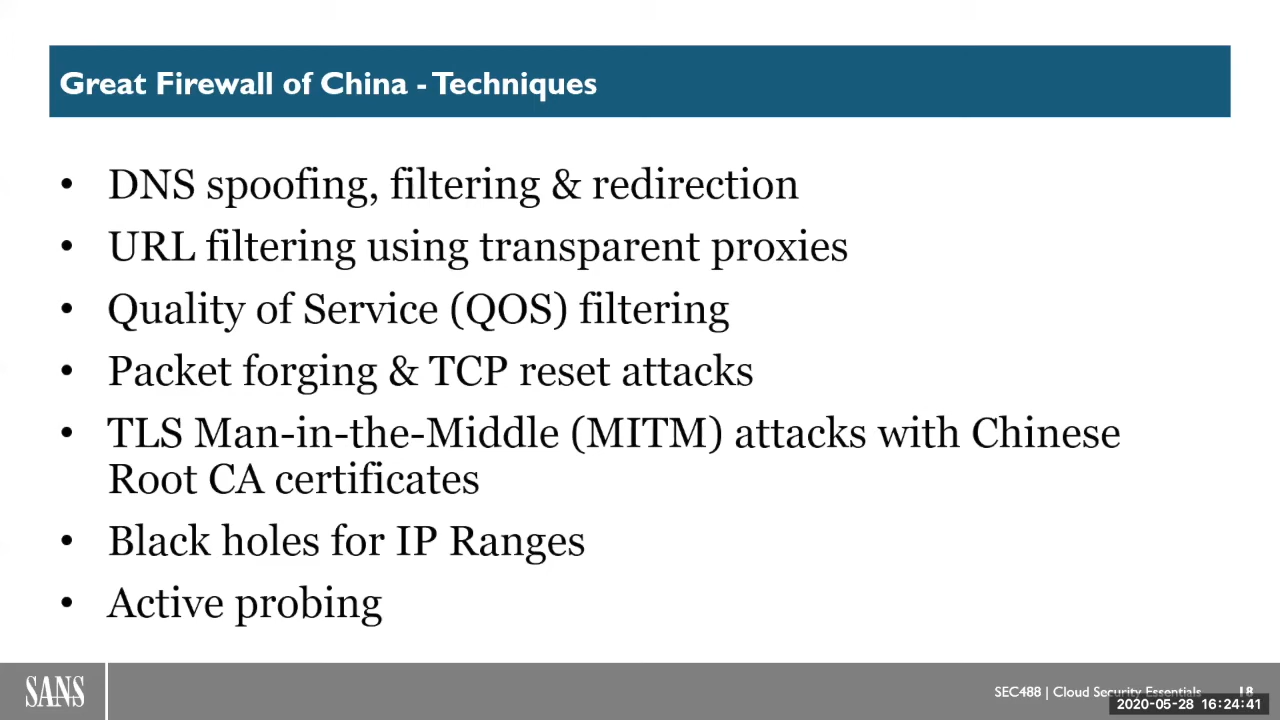 Great Firewall of China - Techniques
• DNS spoofing, filtering & redirection
• URL filtering using transparent proxies
• Quality of Service (QOS) filtering
• Packet forging & TCP reset attacks
• TLS Man-in-the-Middle (MITM) attacks with Chinese
Root CA certificates
• Black holes for IP Ranges
• Active probing
SANS
SEC488 | Cloud Security Essentials 18
2020-05-28 16:24:41